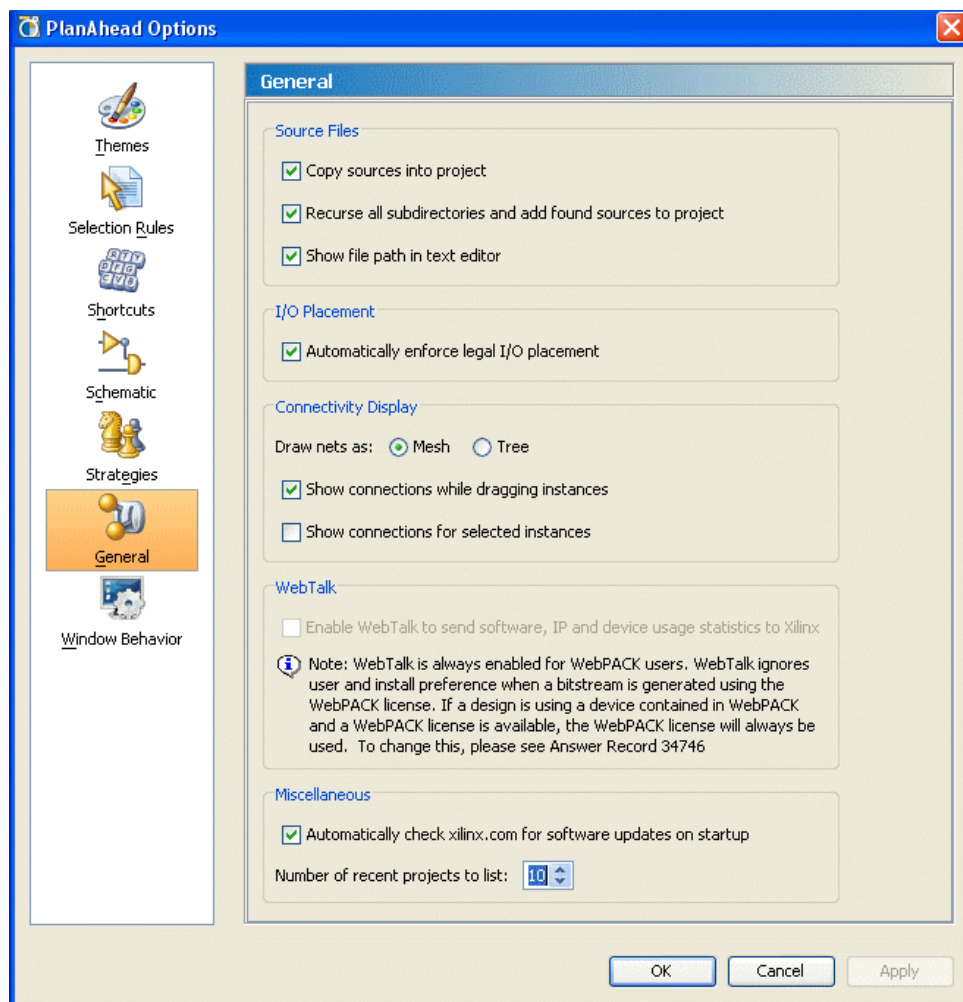 PlanAhead Options
Themes
Selection Rules
Shortcuts
Schematic
Strategies
General
Window Behavior
General
Source Files
Copy sources into project
Recurse all subdirectories and add found sources to project
Show file path in text editor
I/O Placement
Automatically enforce legal I/O placement
Connectivity Display
Draw nets as: Mesh Tree
Show connections while dragging instances
Show connections for selected instances
WebTalk
Enable WebTalk to send software, IP and device usage statistics to Xilinx
Note: WebTalk is always enabled for WebPACK users. WebTalk ignores
user and install preference when a bitstream is generated using the
WebPACK license. If a design is using a device contained in WebPACK
and a WebPACK license is available, the WebPACK license will always be
used. To change this, please see Answer Record 34746
Miscellaneous
Automatically check xilinx.com for software updates on startup
Number of recent projects to list: 10
OK Cancel Apply